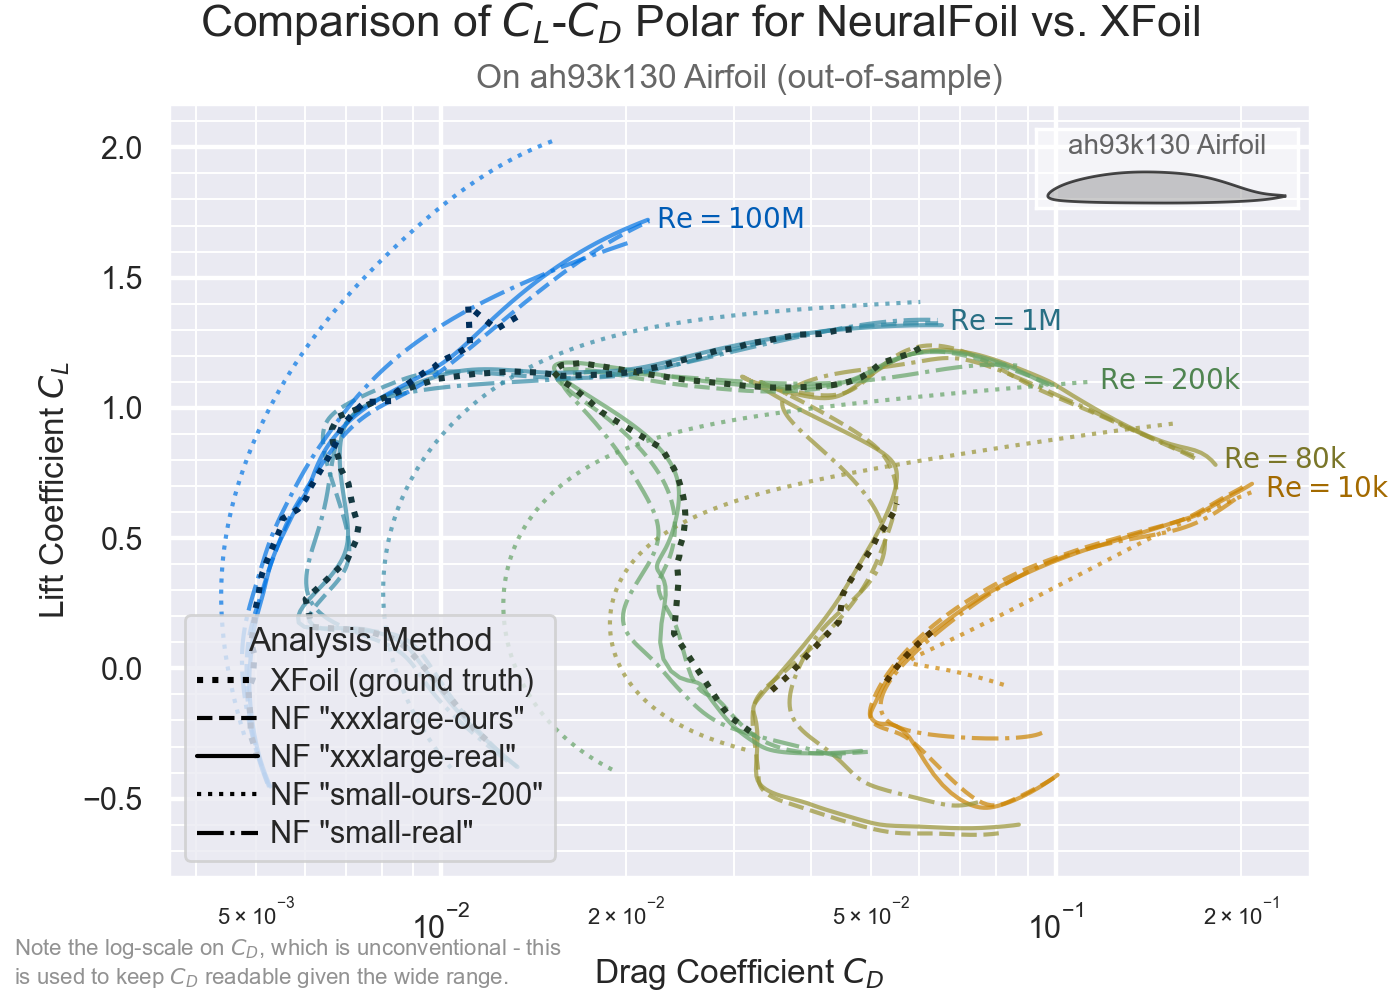 Comparison of C_L-C_D Polar for NeuralFoil vs. XFoil
On ah93k130 Airfoil (out-of-sample)
ah93k130 Airfoil
Re = 100M
Re = 1M
Re = 200k
Re = 80k
Re = 10k
Lift Coefficient C_L
2.0
1.5
1.0
0.5
0.0
−0.5
Analysis Method
XFoil (ground truth)
NF "xxxlarge-ours"
NF "xxxlarge-real"
NF "small-ours-200"
NF "small-real"
5 × 10⁻³
10⁻²
2 × 10⁻²
5 × 10⁻²
10⁻¹
2 × 10⁻¹
Drag Coefficient C_D
Note the log-scale on C_D, which is unconventional - this
is used to keep C_D readable given the wide range.